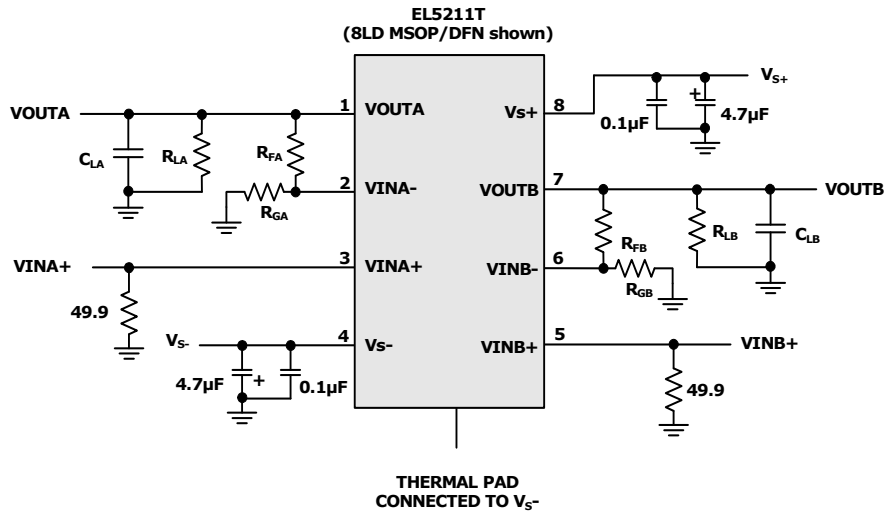 EL5211T
(8LD MSOP/DFN shown)
VOUTA
1
VOUTA
CLA
RLA
RFA
RGA
2
VINA-
VINA+
3
VINA+
49.9
VS-
4
Vs-
4.7µF
+
0.1µF
Vs+
8
VS+
0.1µF
+
4.7µF
VOUTB
7
VOUTB
RFB
RLB
CLB
VINB-
6
RGB
VINB+
5
VINB+
49.9
THERMAL PAD
CONNECTED TO VS-